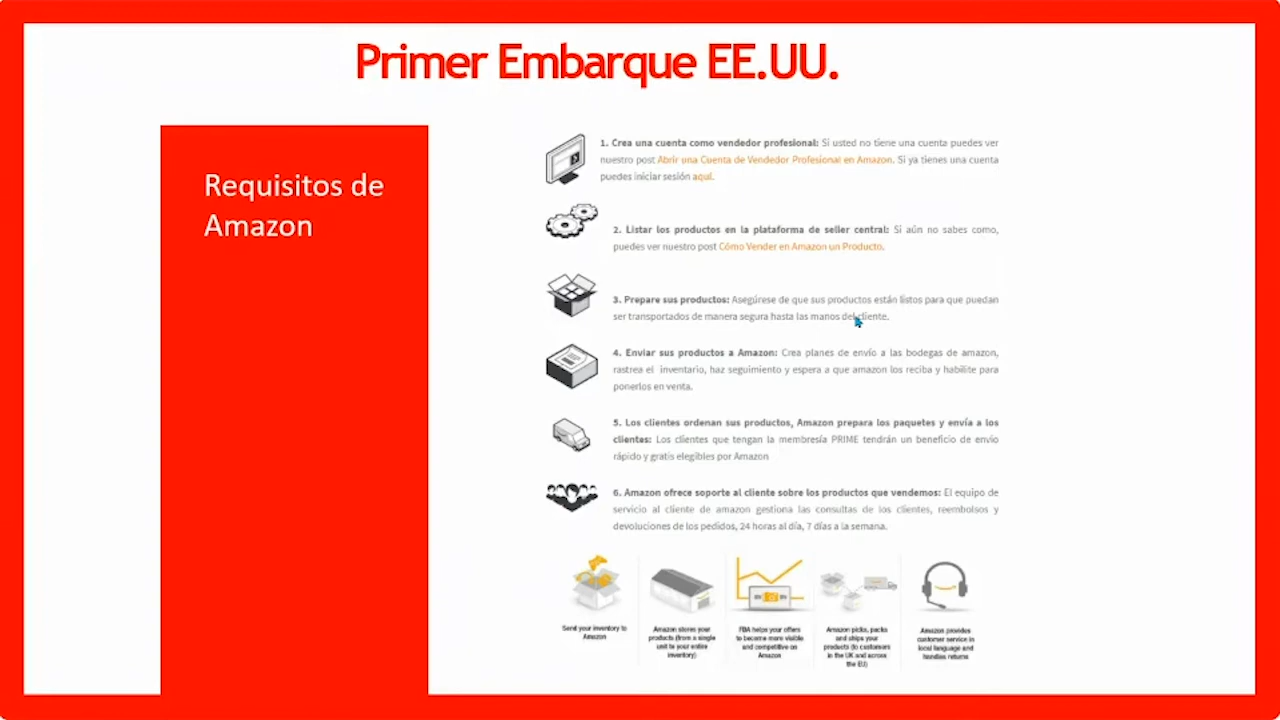 Primer Embarque EE.UU.
Requisitos de
Amazon
1. Crea una cuenta como vendedor profesional: Si usted no tiene una cuenta puedes ver
nuestro post Abrir una Cuenta de Vendedor Profesional en Amazon. Si ya tienes una cuenta
puedes iniciar sesión aquí.
2. Listar los productos en la plataforma de seller central: Si aún no sabes como,
puedes ver nuestro post Cómo Vender en Amazon un Producto.
3. Prepare sus productos: Asegúrese de que sus productos están listos para que puedan
ser transportados de manera segura hasta las manos del cliente.
4. Enviar sus productos a Amazon: Crea planes de envío a las bodegas de amazon,
rastrea el inventario, haz seguimiento y espera a que amazon los reciba y habilite para
ponerlos en venta.
5. Los clientes ordenan sus productos, Amazon prepara los paquetes y envía a los
clientes: Los clientes que tengan la membresía PRIME tendrán un beneficio de envío
rápido y gratis elegibles por Amazon
6. Amazon ofrece soporte al cliente sobre los productos que vendemos: El equipo de
servicio al cliente de amazon gestiona las consultas de los clientes, reembolsos y
devoluciones de los pedidos, 24 horas al día, 7 días a la semana.
Send your inventory to
Amazon
Amazon stores your
products (from a single
unit to your entire
inventory)
FBA helps your offers
to become more visible
and competitive on
Amazon
Amazon picks, packs
and ships your
products (to customers
in the UK and across
the EU)
Amazon provides
customer service in
local language and
handles returns